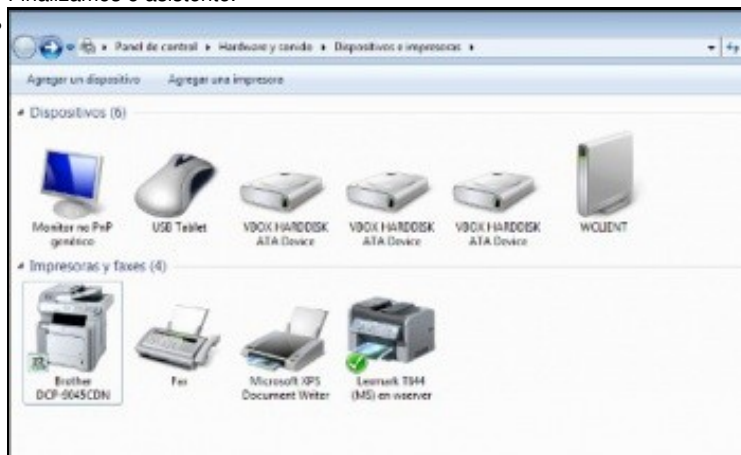 Finalizamos o asistente.
Panel de control ▸ Hardware y sonido ▸ Dispositivos e impresoras ▸
Agregar un dispositivo Agregar una impresora
Dispositivos (6)
Monitor no PnP genérico
USB Tablet
VBOX HARDDISK ATA Device
VBOX HARDDISK ATA Device
VBOX HARDDISK ATA Device
WCLIENT
Impresoras y faxes (4)
Brother DCP-9045CDN
Fax
Microsoft XPS Document Writer
Lexmark T644 (MS) en wserver